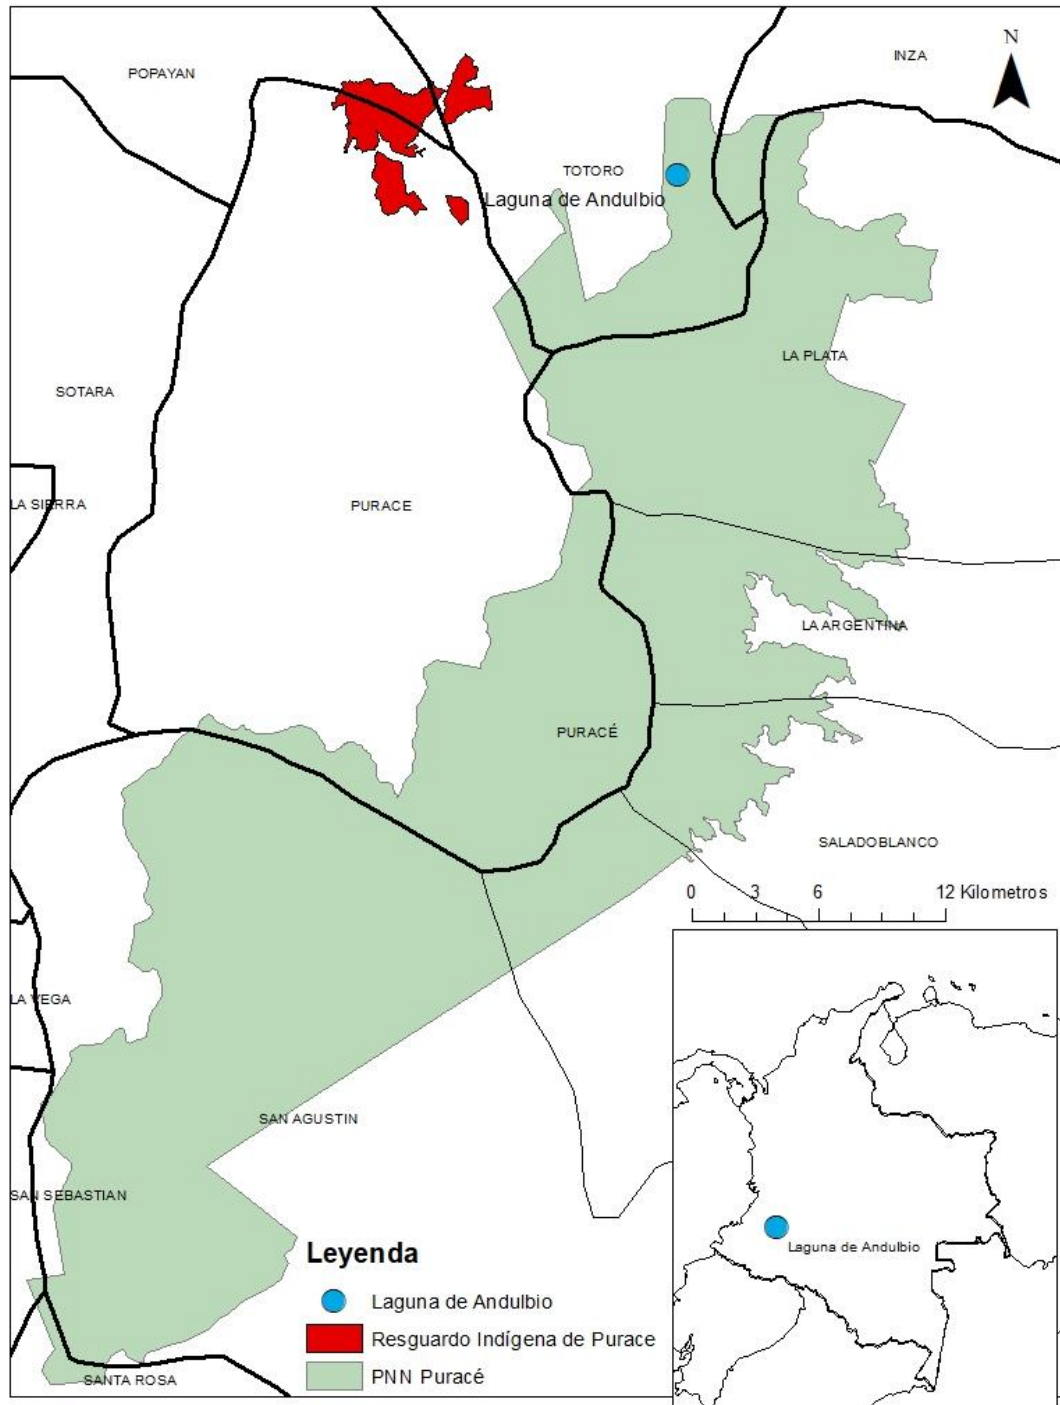 N
INZA
POPAYAN
TOTORO
Laguna de Andulbio
LA PLATA
SOTARA
LA SIERRA
PURACE
LA ARGENTINA
PURACÉ
SALADOBLANCO
0 3 6 12 Kilometros
LA VEGA
SAN AGUSTIN
SAN SEBASTIAN
Laguna de Andulbio
Leyenda
Laguna de Andulbio
Resguardo Indígena de Purace
PNN Puracé
SANTA ROSA